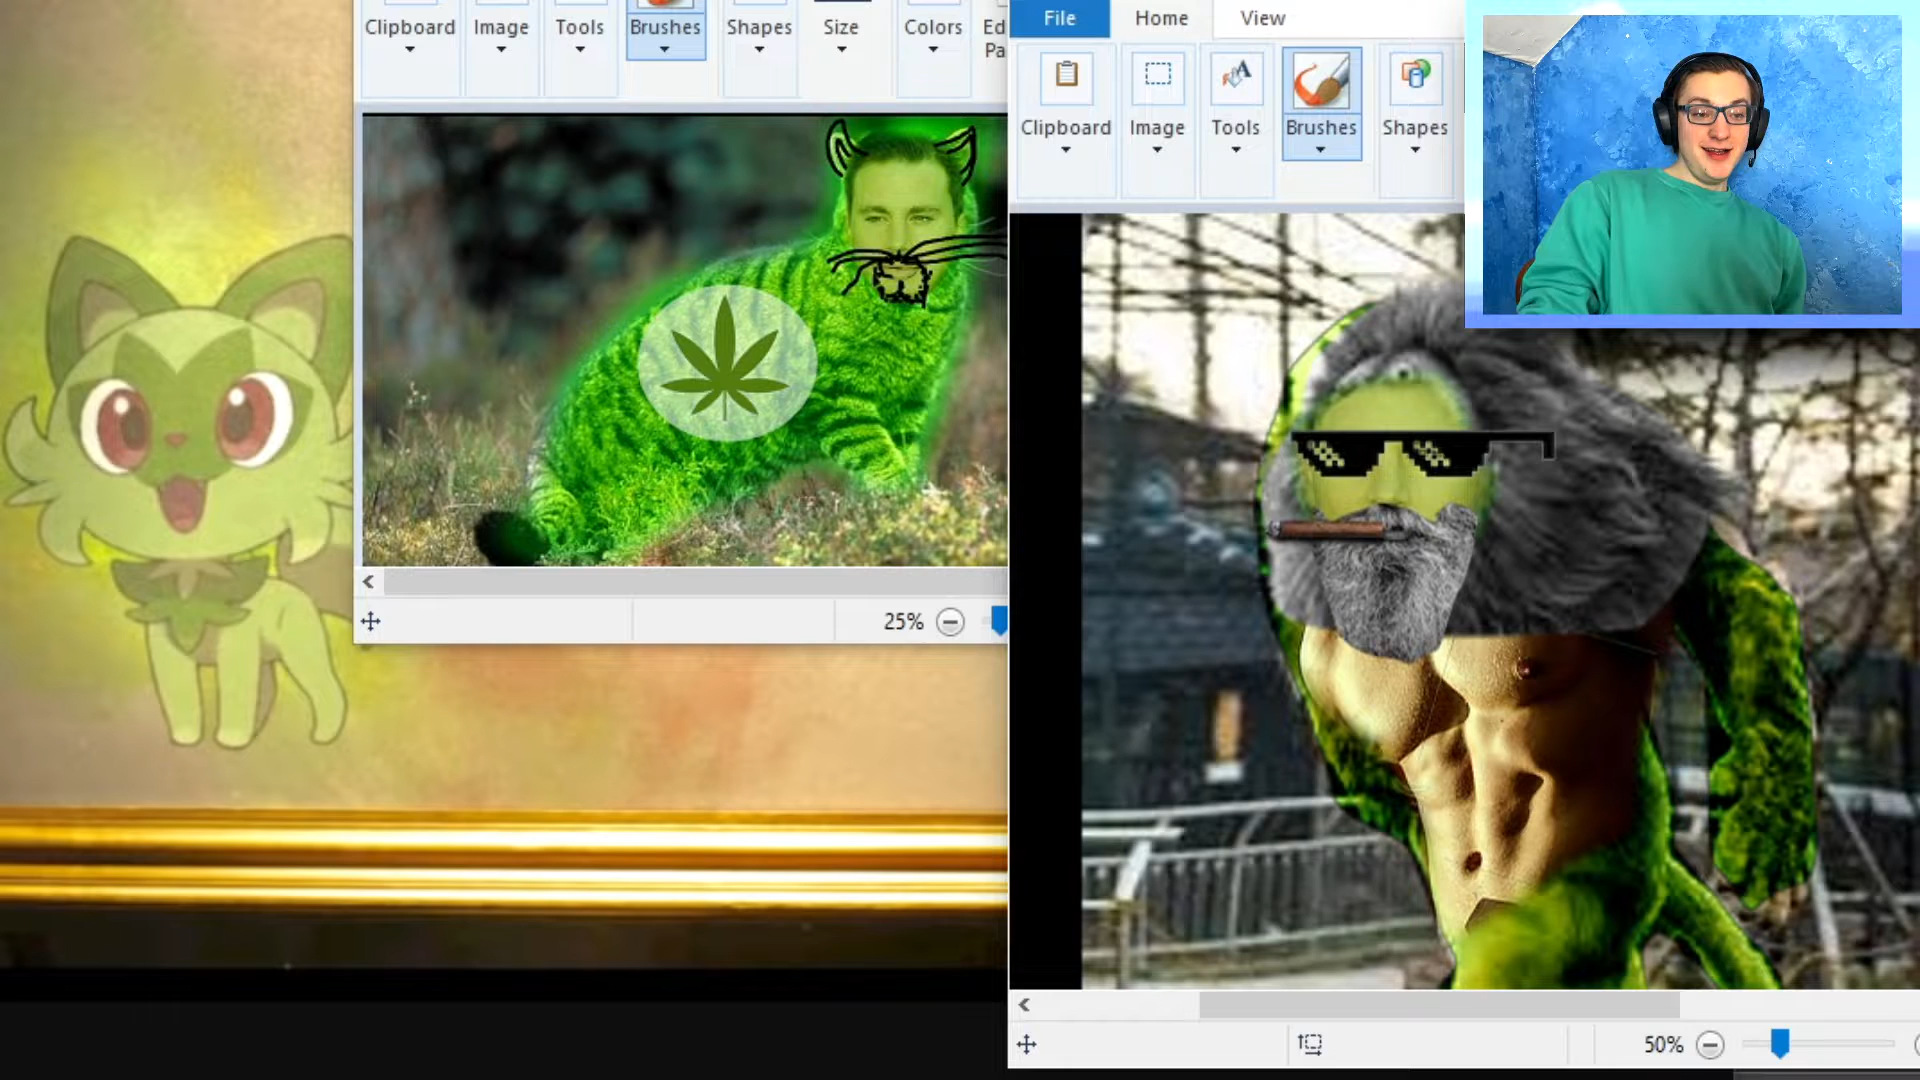 Clipboard Image Tools Brushes Shapes Size Colors Ed
Pa
25%
File Home View
Clipboard Image Tools Brushes Shapes
50%